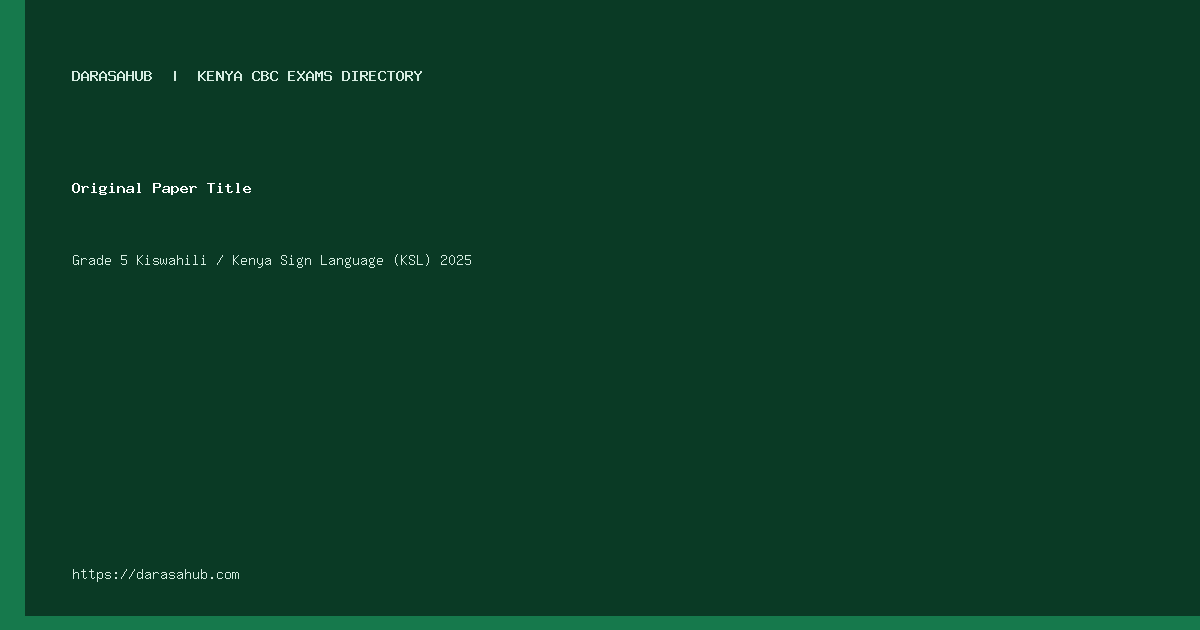 DARASAHUB | KENYA CBC EXAMS DIRECTORY
Original Paper Title
Grade 5 Kiswahili / Kenya Sign Language (KSL) 2025
https://darasahub.com